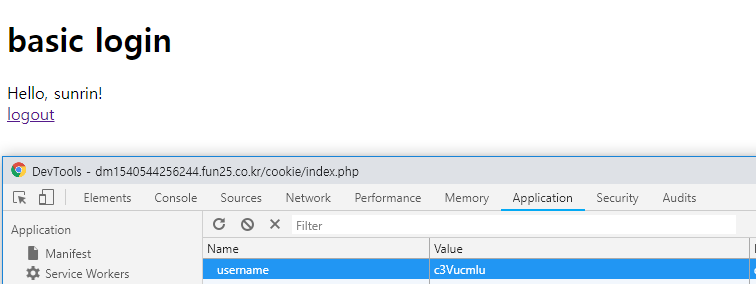 basic login
Hello, sunrin!
logout
DevTools - dm1540544256244.fun25.co.kr/cookie/index.php
Elements Console Sources Network Performance Memory Application Security Audits
Application
Manifest
Service Workers
Filter
Name Value
username c3Vucmlu